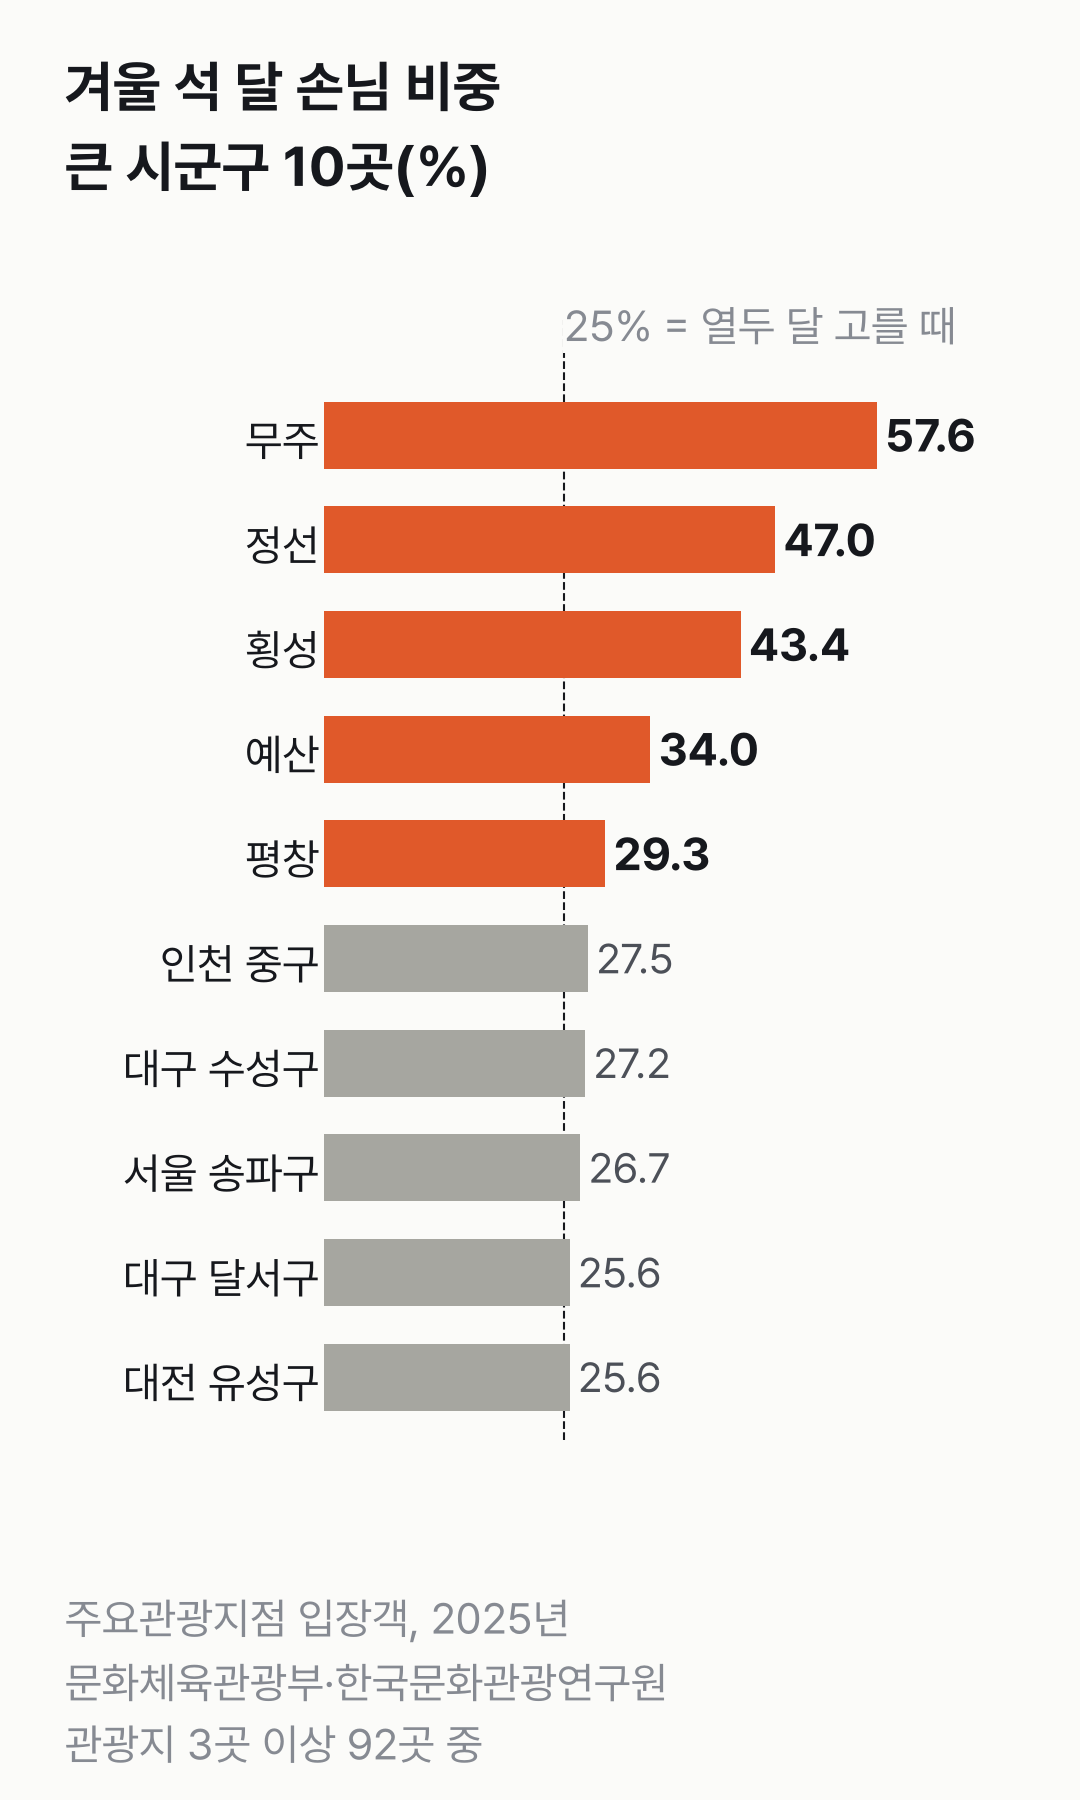 겨울 석 달 손님 비중
큰 시군구 10곳(%)
25% = 열두 달 고를 때
무주 57.6
정선 47.0
횡성 43.4
예산 34.0
평창 29.3
인천 중구 27.5
대구 수성구 27.2
서울 송파구 26.7
대구 달서구 25.6
대전 유성구 25.6
주요관광지점 입장객, 2025년
문화체육관광부·한국문화관광연구원
관광지 3곳 이상 92곳 중